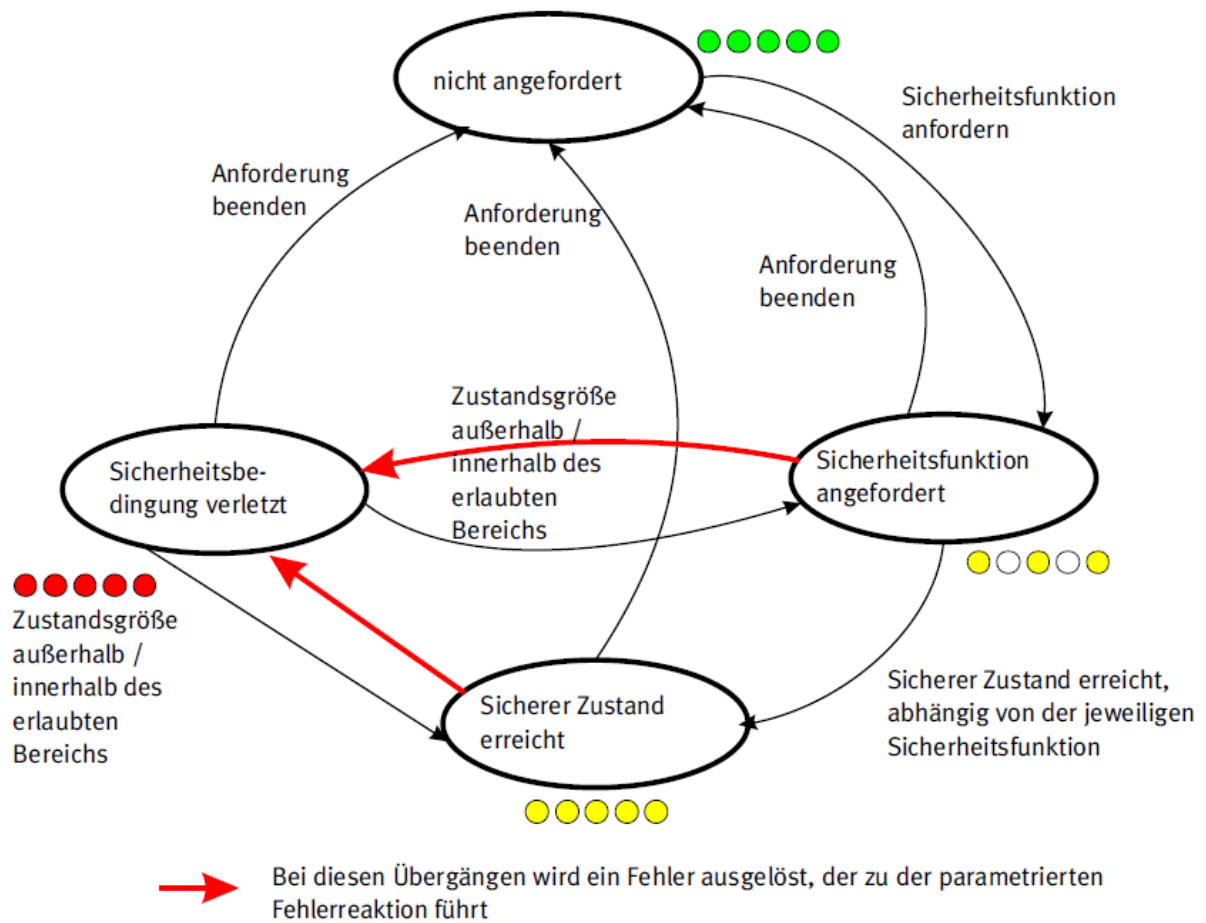 nicht angefordert
Sicherheitsfunktion
anfordern
Anforderung
beenden
Anforderung
beenden
Anforderung
beenden
Zustandsgröße
außerhalb /
innerhalb des
erlaubten
Bereichs
Sicherheitsbe-
dingung verletzt
Sicherheitsfunktion
angefordert
Zustandsgröße
außerhalb /
innerhalb des
erlaubten
Bereichs
Sicherer Zustand
erreicht
Sicherer Zustand erreicht,
abhängig von der jeweiligen
Sicherheitsfunktion
Bei diesen Übergängen wird ein Fehler ausgelöst, der zu der parametrierten
Fehlerreaktion führt